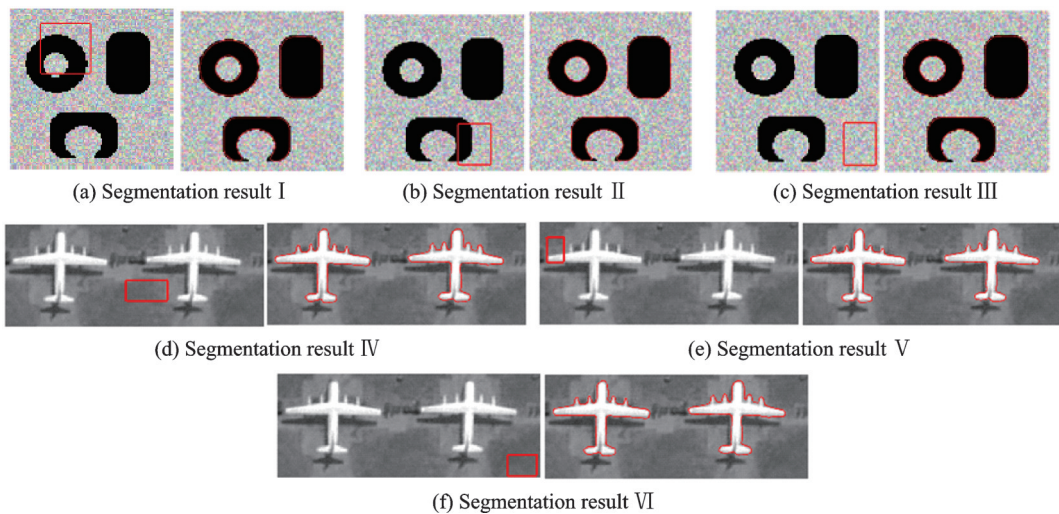 (a) Segmentation result Ⅰ
(b) Segmentation result Ⅱ
(c) Segmentation result Ⅲ
(d) Segmentation result Ⅳ
(e) Segmentation result Ⅴ
(f) Segmentation result Ⅵ